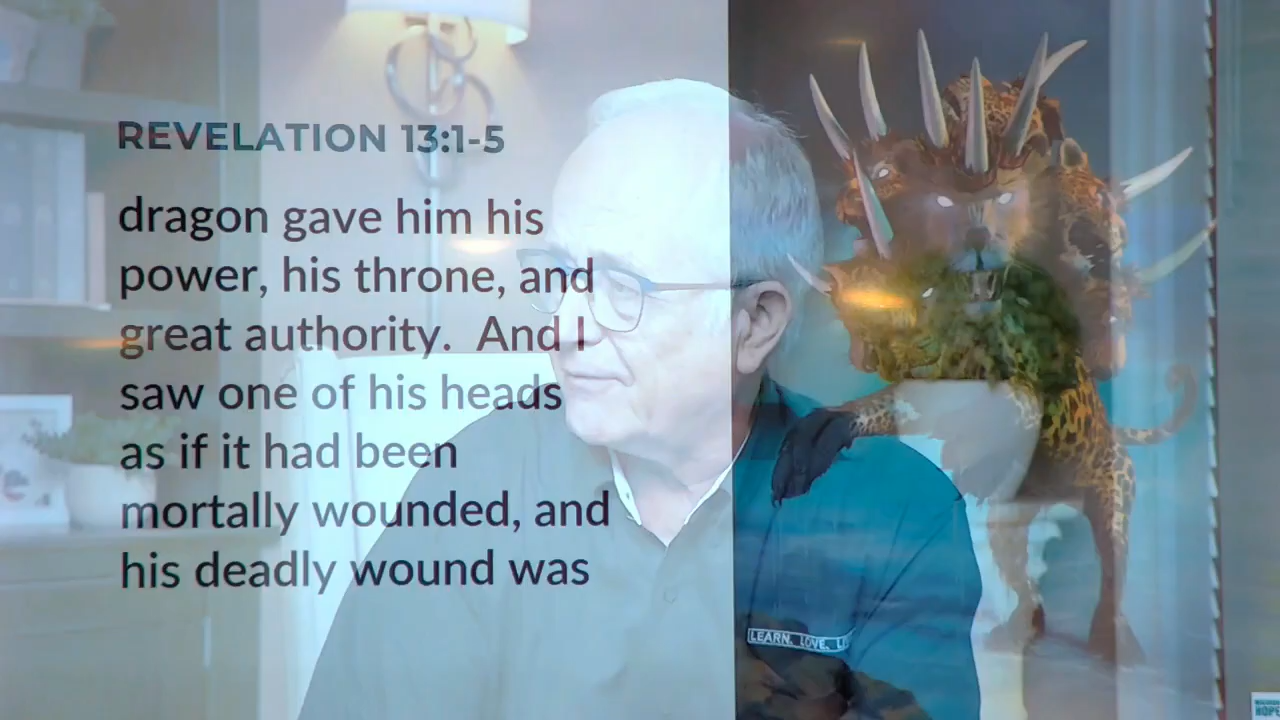 REVELATION 13:1-5
dragon gave him his
power, his throne, and
great authority.  And I
saw one of his heads
as if it had been
mortally wounded, and
his deadly wound was
LEARN. LOVE.
HOPE